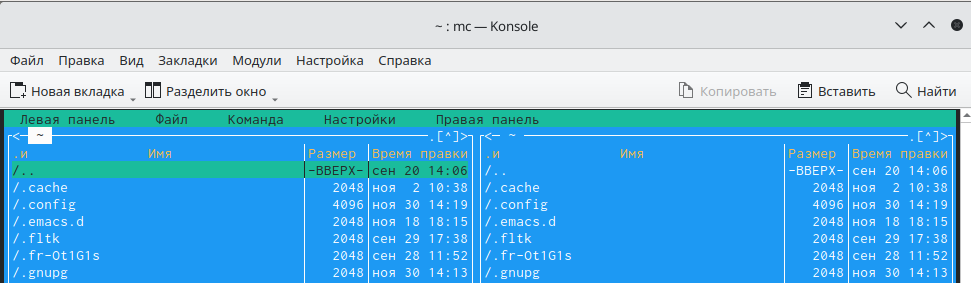 ~ : mc — Konsole
Файл Правка Вид Закладки Модули Настройка Справка
Новая вкладка Разделить окно Копировать Вставить Найти
Левая панель Файл Команда Настройки Правая панель
<— ~ .[^]> <— ~ .[^]>
.и Имя Размер Время правки .и Имя Размер Время правки
/.. -ВВЕРХ- сен 20 14:06 /.. -ВВЕРХ- сен 20 14:06
/.cache 2048 ноя 2 10:38 /.cache 2048 ноя 2 10:38
/.config 4096 ноя 30 14:19 /.config 4096 ноя 30 14:19
/.emacs.d 2048 ноя 18 18:15 /.emacs.d 2048 ноя 18 18:15
/.fltk 2048 сен 29 17:38 /.fltk 2048 сен 29 17:38
/.fr-Ot1G1s 2048 сен 28 11:52 /.fr-Ot1G1s 2048 сен 28 11:52
/.gnupg 2048 ноя 30 14:13 /.gnupg 2048 ноя 30 14:13